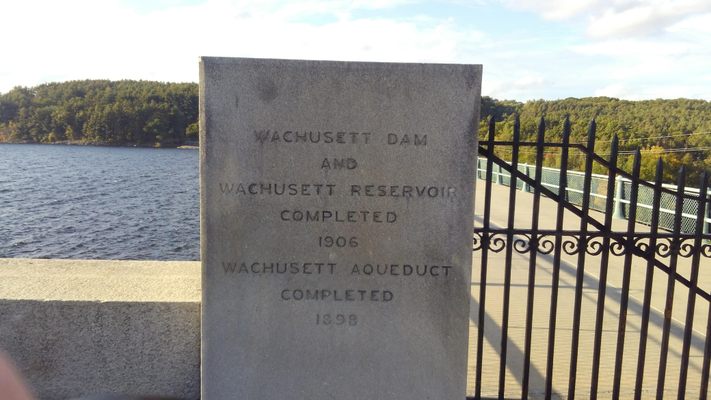 WACHUSETT DAM
AND
WACHUSETT RESERVOIR
COMPLETED
1906
WACHUSETT AQUEDUCT
COMPLETED
1898